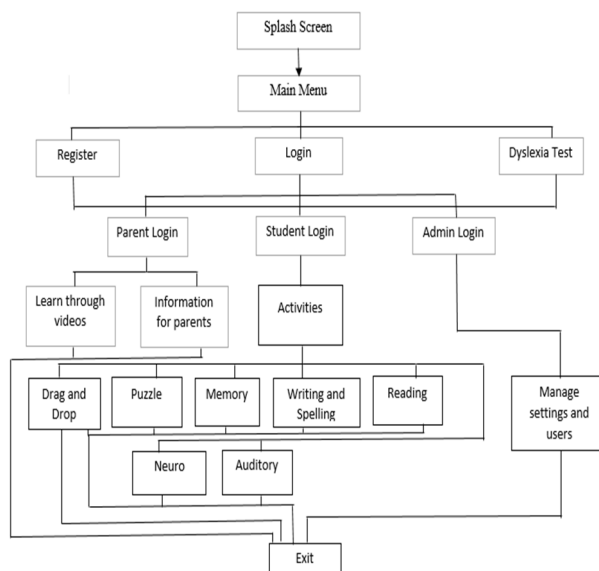 Splash Screen
Main Menu
Register
Login
Dyslexia Test
Parent Login
Student Login
Admin Login
Learn through
videos
Information
for parents
Activities
Drag and
Drop
Puzzle
Memory
Writing and
Spelling
Reading
Manage
settings and
users
Neuro
Auditory
Exit